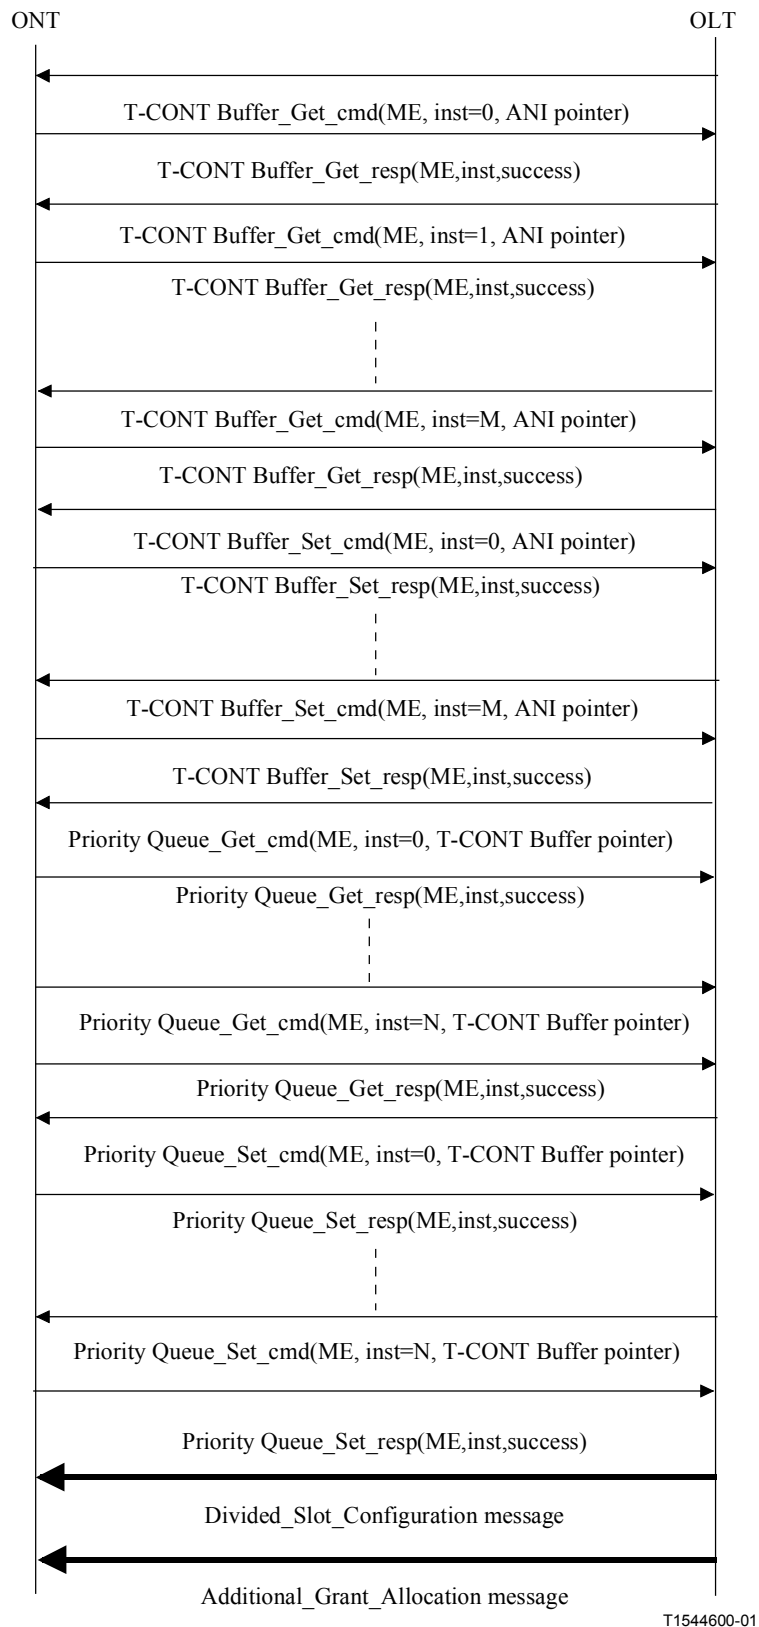 ONT OLT
T-CONT Buffer_Get_cmd(ME, inst=0, ANI pointer)
T-CONT Buffer_Get_resp(ME,inst,success)
T-CONT Buffer_Get_cmd(ME, inst=1, ANI pointer)
T-CONT Buffer_Get_resp(ME,inst,success)
T-CONT Buffer_Get_cmd(ME, inst=M, ANI pointer)
T-CONT Buffer_Get_resp(ME,inst,success)
T-CONT Buffer_Set_cmd(ME, inst=0, ANI pointer)
T-CONT Buffer_Set_resp(ME,inst,success)
T-CONT Buffer_Set_cmd(ME, inst=M, ANI pointer)
T-CONT Buffer_Set_resp(ME,inst,success)
Priority Queue_Get_cmd(ME, inst=0, T-CONT Buffer pointer)
Priority Queue_Get_resp(ME,inst,success)
Priority Queue_Get_cmd(ME, inst=N, T-CONT Buffer pointer)
Priority Queue_Get_resp(ME,inst,success)
Priority Queue_Set_cmd(ME, inst=0, T-CONT Buffer pointer)
Priority Queue_Set_resp(ME,inst,success)
Priority Queue_Set_cmd(ME, inst=N, T-CONT Buffer pointer)
Priority Queue_Set_resp(ME,inst,success)
Divided_Slot_Configuration message
Additional_Grant_Allocation message
T1544600-01